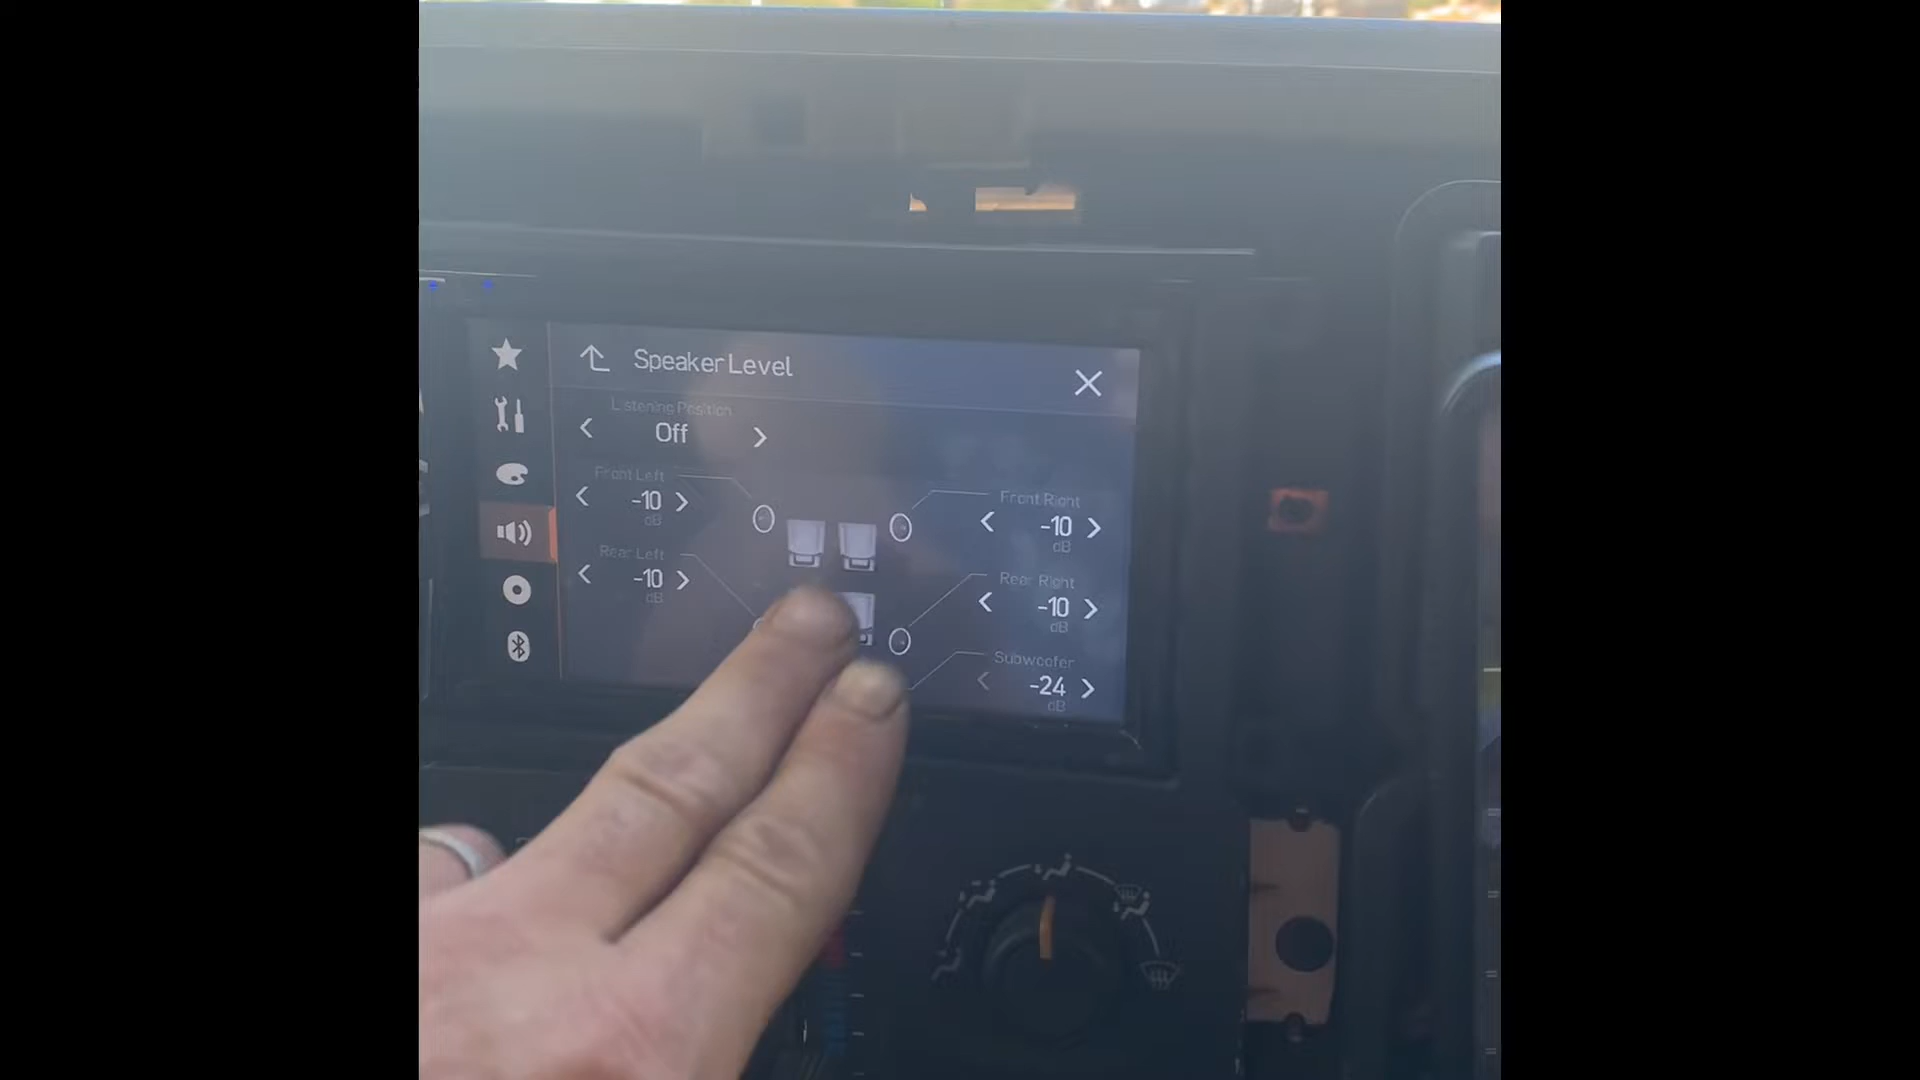 Speaker Level
Listening Position
Off
Front Left
-10
dB
Front Right
-10
dB
Rear Left
-10
dB
Rear Right
-10
dB
Subwoofer
-24
dB